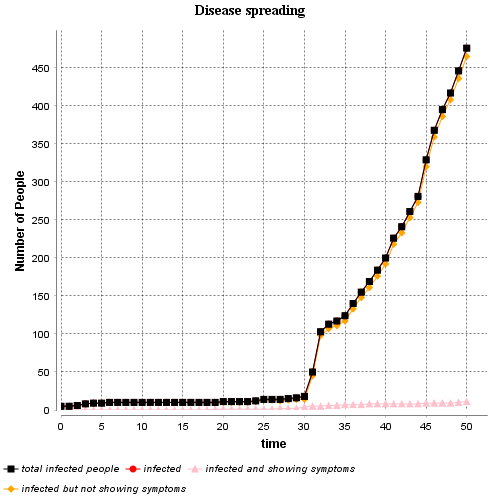 Disease spreading
Number of People
450
400
350
300
250
200
150
100
50
0
0 5 10 15 20 25 30 35 40 45 50
time
total infected people infected infected and showing symptoms
infected but not showing symptoms